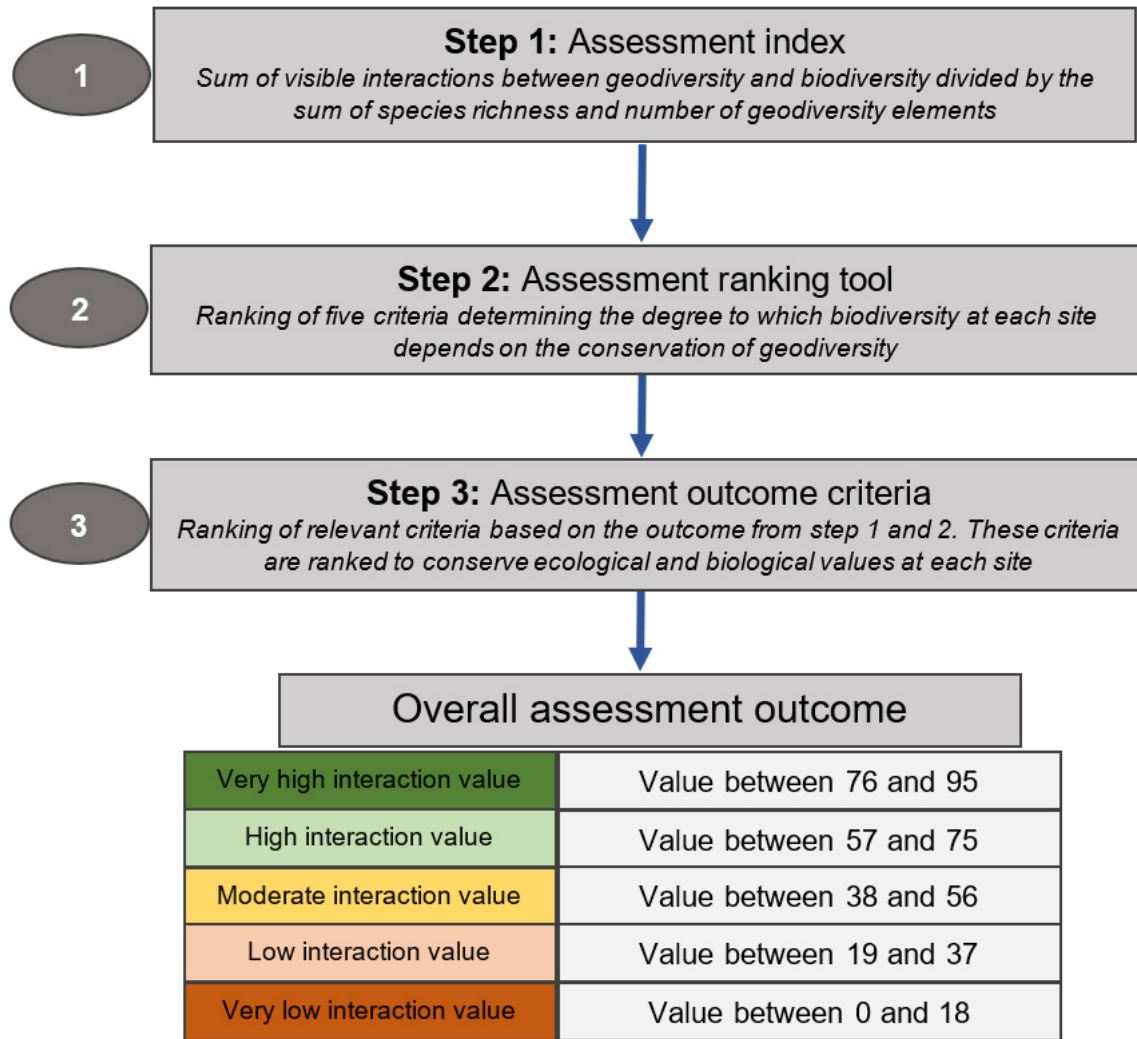 1
Step 1: Assessment index
Sum of visible interactions between geodiversity and biodiversity divided by the
sum of species richness and number of geodiversity elements
2
Step 2: Assessment ranking tool
Ranking of five criteria determining the degree to which biodiversity at each site
depends on the conservation of geodiversity
3
Step 3: Assessment outcome criteria
Ranking of relevant criteria based on the outcome from step 1 and 2. These criteria
are ranked to conserve ecological and biological values at each site
Overall assessment outcome
Very high interaction value Value between 76 and 95
High interaction value Value between 57 and 75
Moderate interaction value Value between 38 and 56
Low interaction value Value between 19 and 37
Very low interaction value Value between 0 and 18